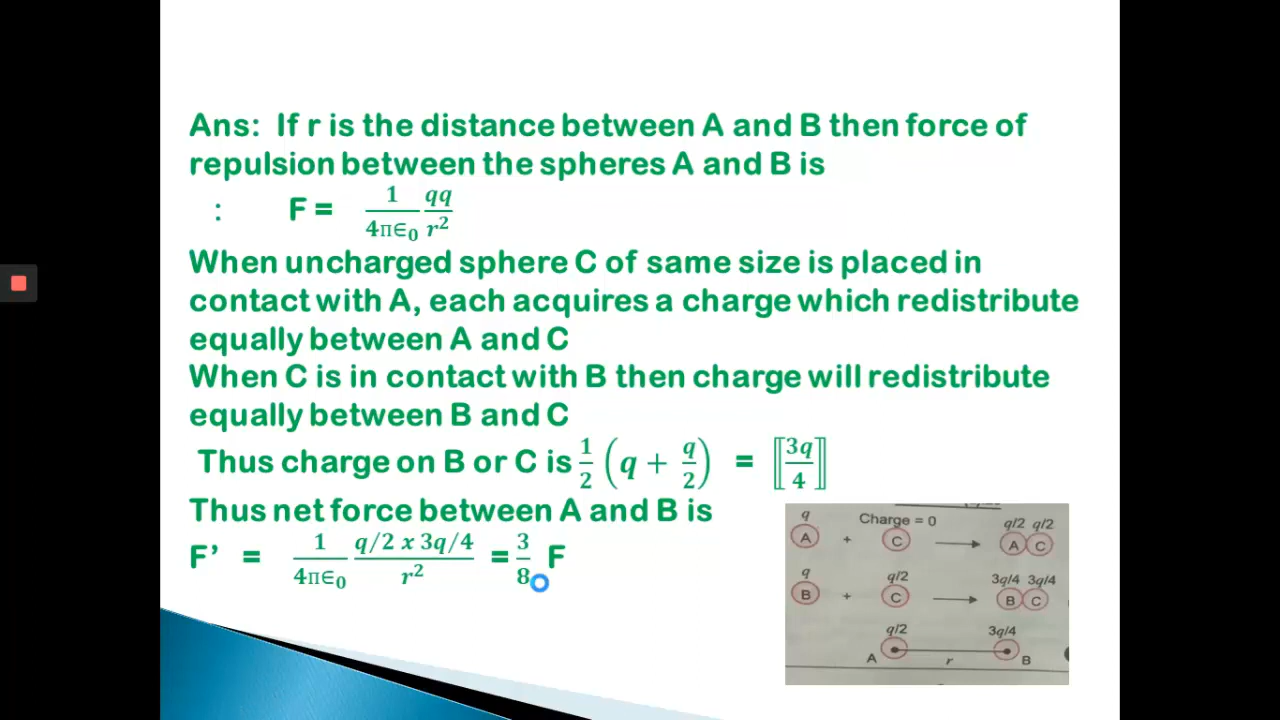 Ans: If r is the distance between A and B then force of
repulsion between the spheres A and B is
: F = 1/4π∈₀ qq/r²
When uncharged sphere C of same size is placed in
contact with A, each acquires a charge which redistribute
equally between A and C
When C is in contact with B then charge will redistribute
equally between B and C
Thus charge on B or C is 1/2 (q + q/2) = ⟦3q/4⟧
Thus net force between A and B is
F' = 1/4π∈₀ q/2 x 3q/4/r² = 3/8 F
q Charge = 0 q/2 q/2
A + C → A C
q q/2 3q/4 3q/4
B + C → B C
q/2 3q/4
A r B